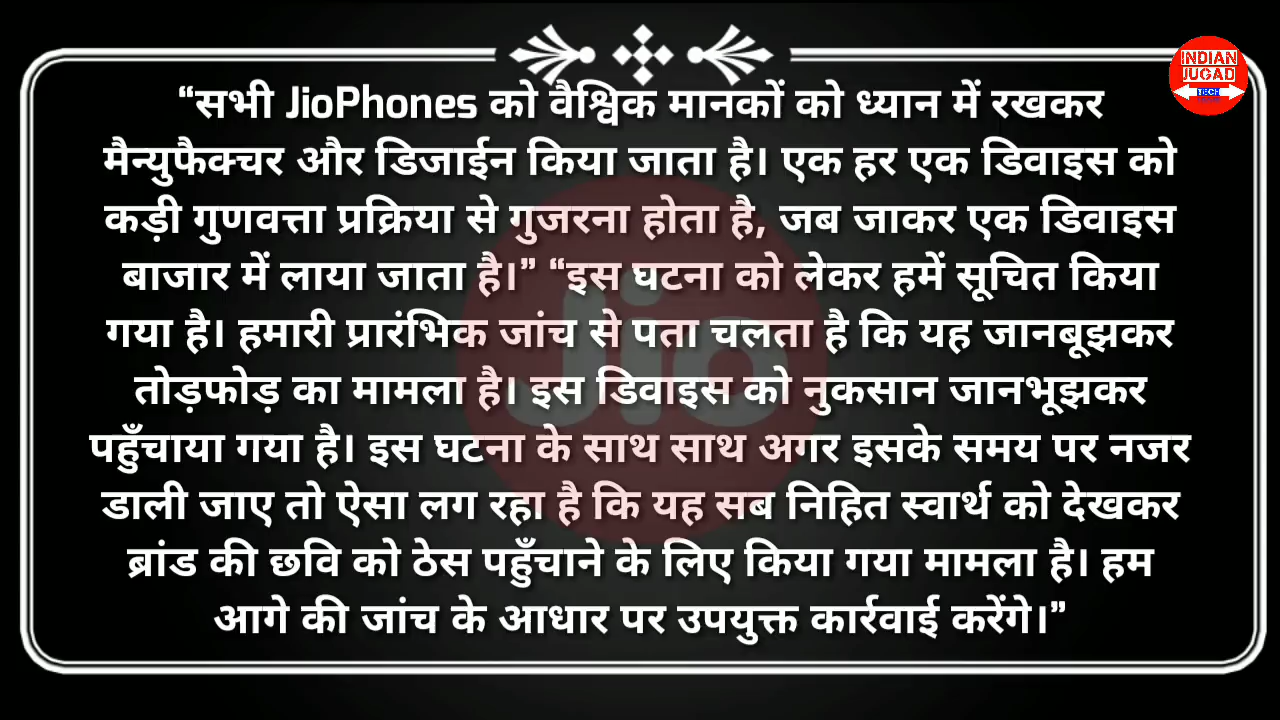 INDIAN
JUGAD
TECH
“सभी JioPhones को वैश्विक मानकों को ध्यान में रखकर
मैन्युफैक्चर और डिजाईन किया जाता है। एक हर एक डिवाइस को
कड़ी गुणवत्ता प्रक्रिया से गुजरना होता है, जब जाकर एक डिवाइस
बाजार में लाया जाता है।” “इस घटना को लेकर हमें सूचित किया
गया है। हमारी प्रारंभिक जांच से पता चलता है कि यह जानबूझकर
तोड़फोड़ का मामला है। इस डिवाइस को नुकसान जानभूझकर
पहुँचाया गया है। इस घटना के साथ साथ अगर इसके समय पर नजर
डाली जाए तो ऐसा लग रहा है कि यह सब निहित स्वार्थ को देखकर
ब्रांड की छवि को ठेस पहुँचाने के लिए किया गया मामला है। हम
आगे की जांच के आधार पर उपयुक्त कार्रवाई करेंगे।”
Jio